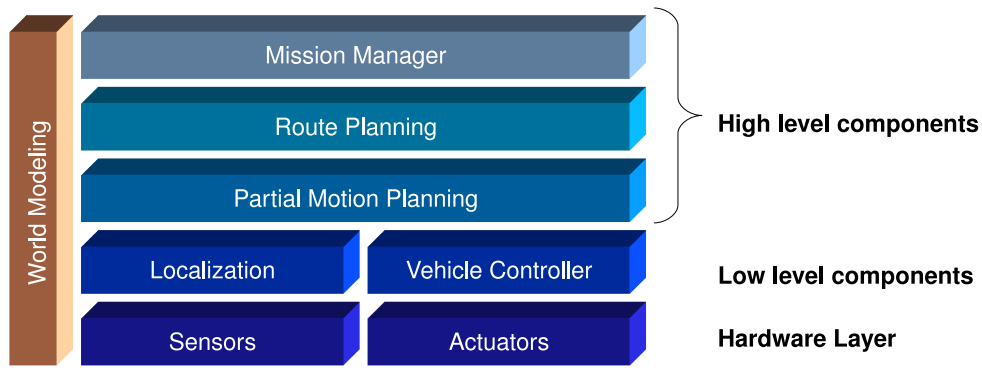 World Modeling
Mission Manager
Route Planning
Partial Motion Planning
High level components
Localization
Vehicle Controller
Low level components
Sensors
Actuators
Hardware Layer